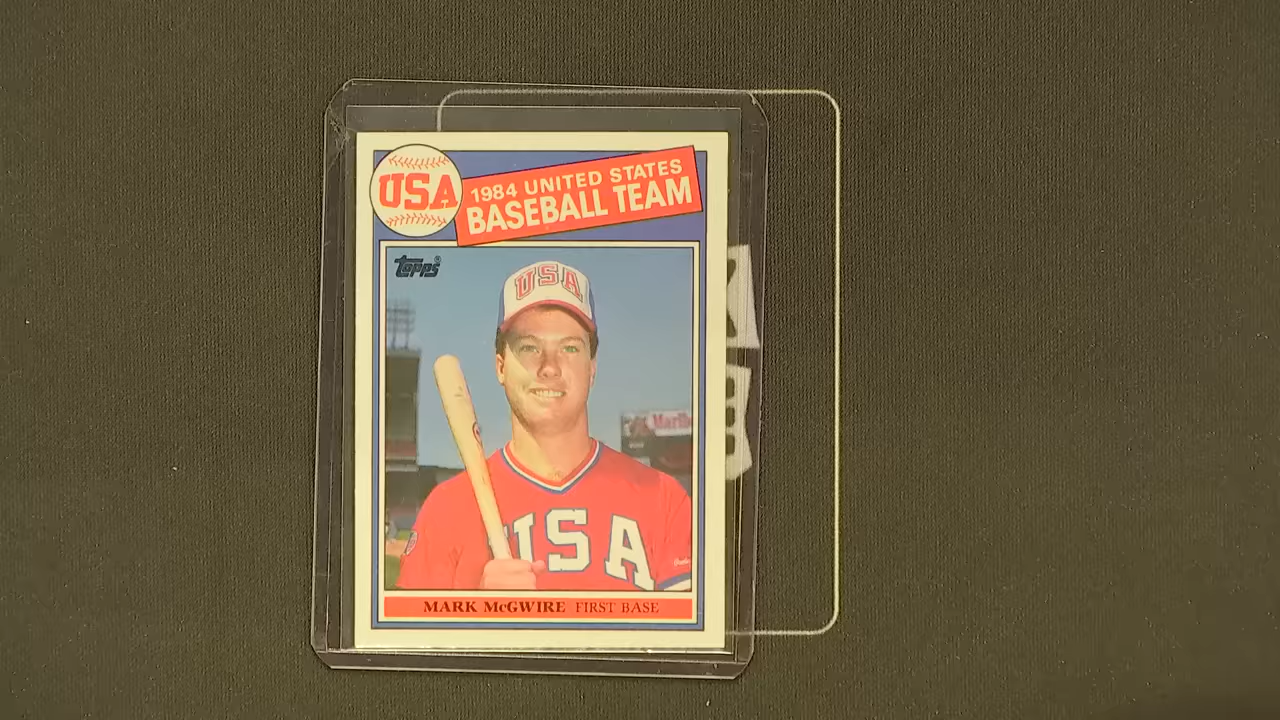 USA
1984 UNITED STATES
BASEBALL TEAM
topps®
USA
USA
MARK McGWIRE FIRST BASE